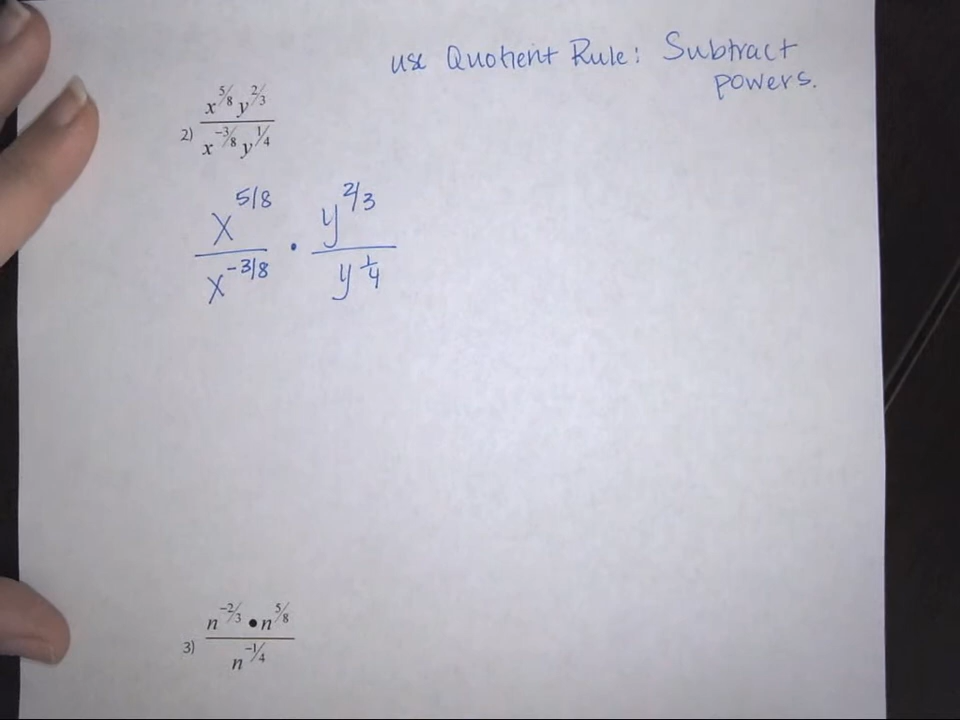 use Quotient Rule: Subtract
powers.
2) x^5/8 y^2/3
x^-3/8 y^1/4
x^5/8 · y^2/3
x^-3/8 y^1/4
3) n^-2/3 • n^5/8
n^-1/4